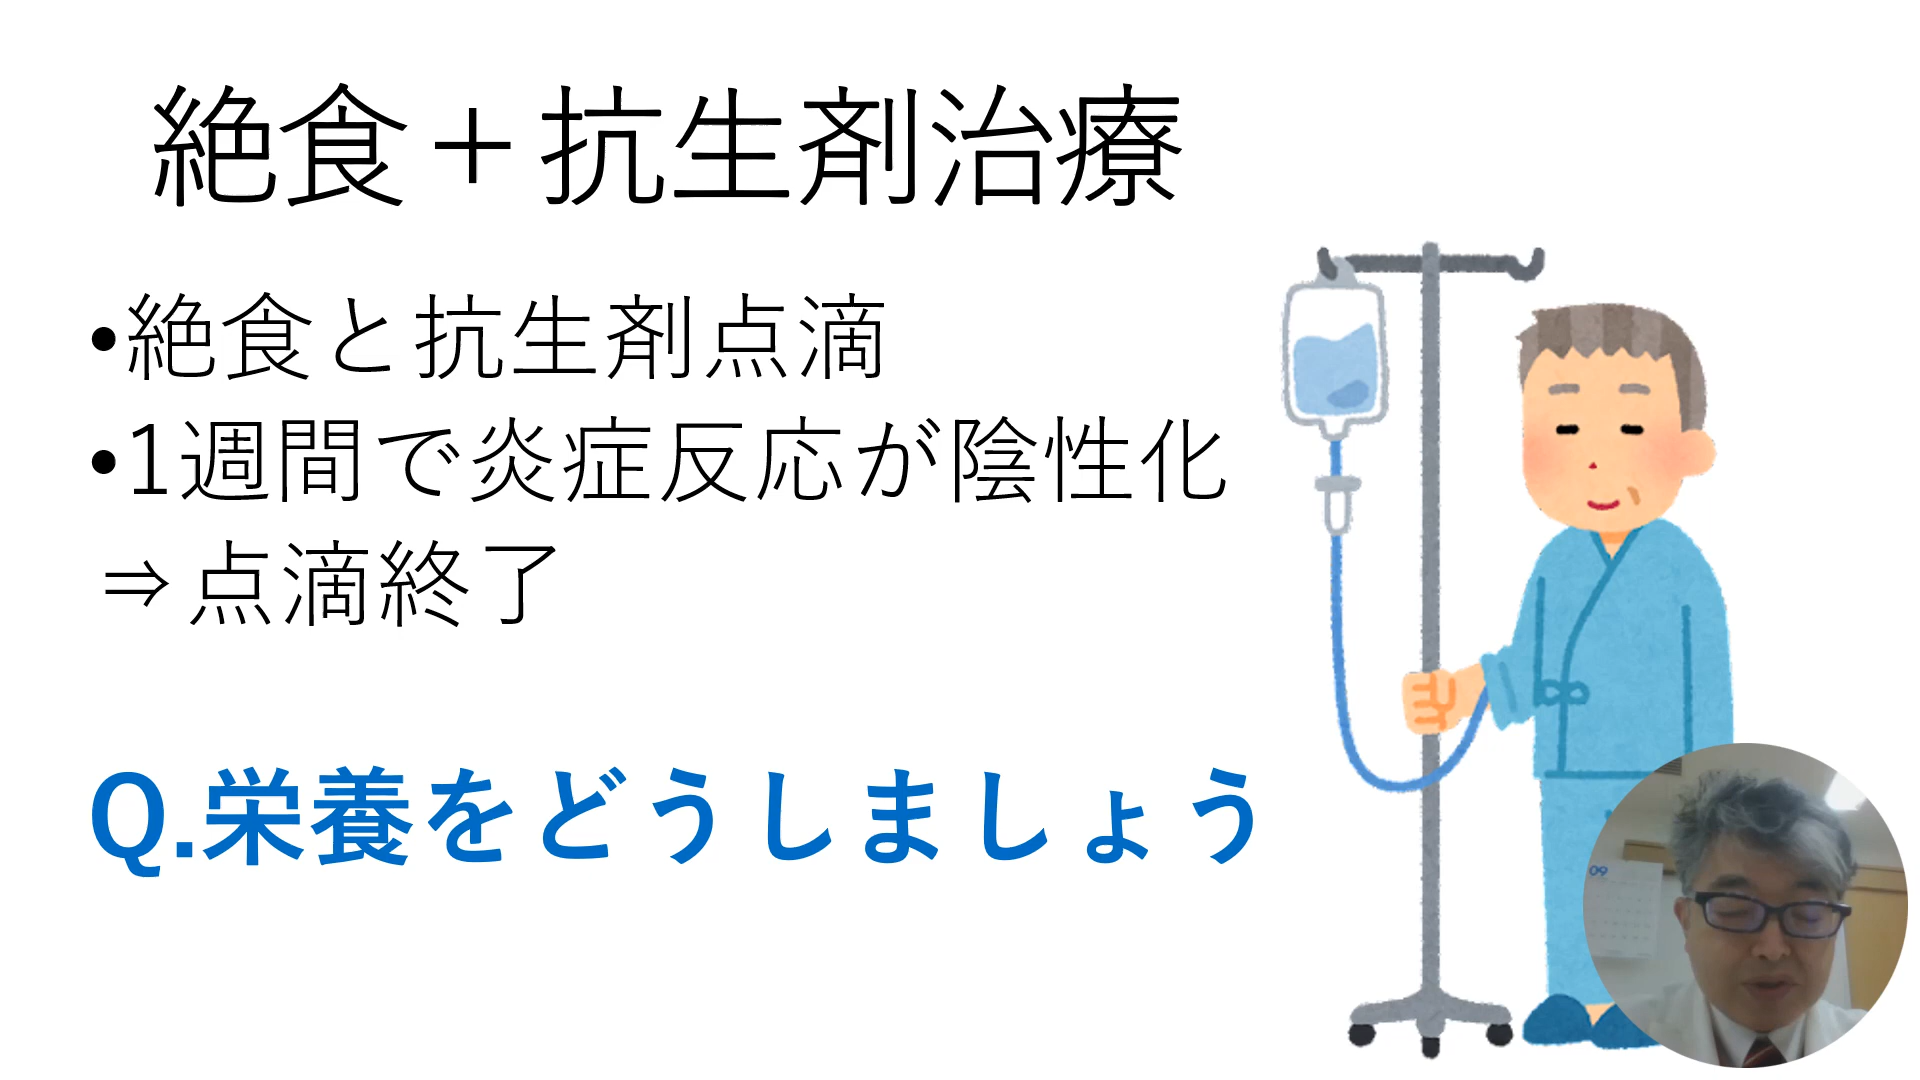 絶食＋抗生剤治療
•絶食と抗生剤点滴
•1週間で炎症反応が陰性化
⇒点滴終了
Q.栄養をどうしましょう
09